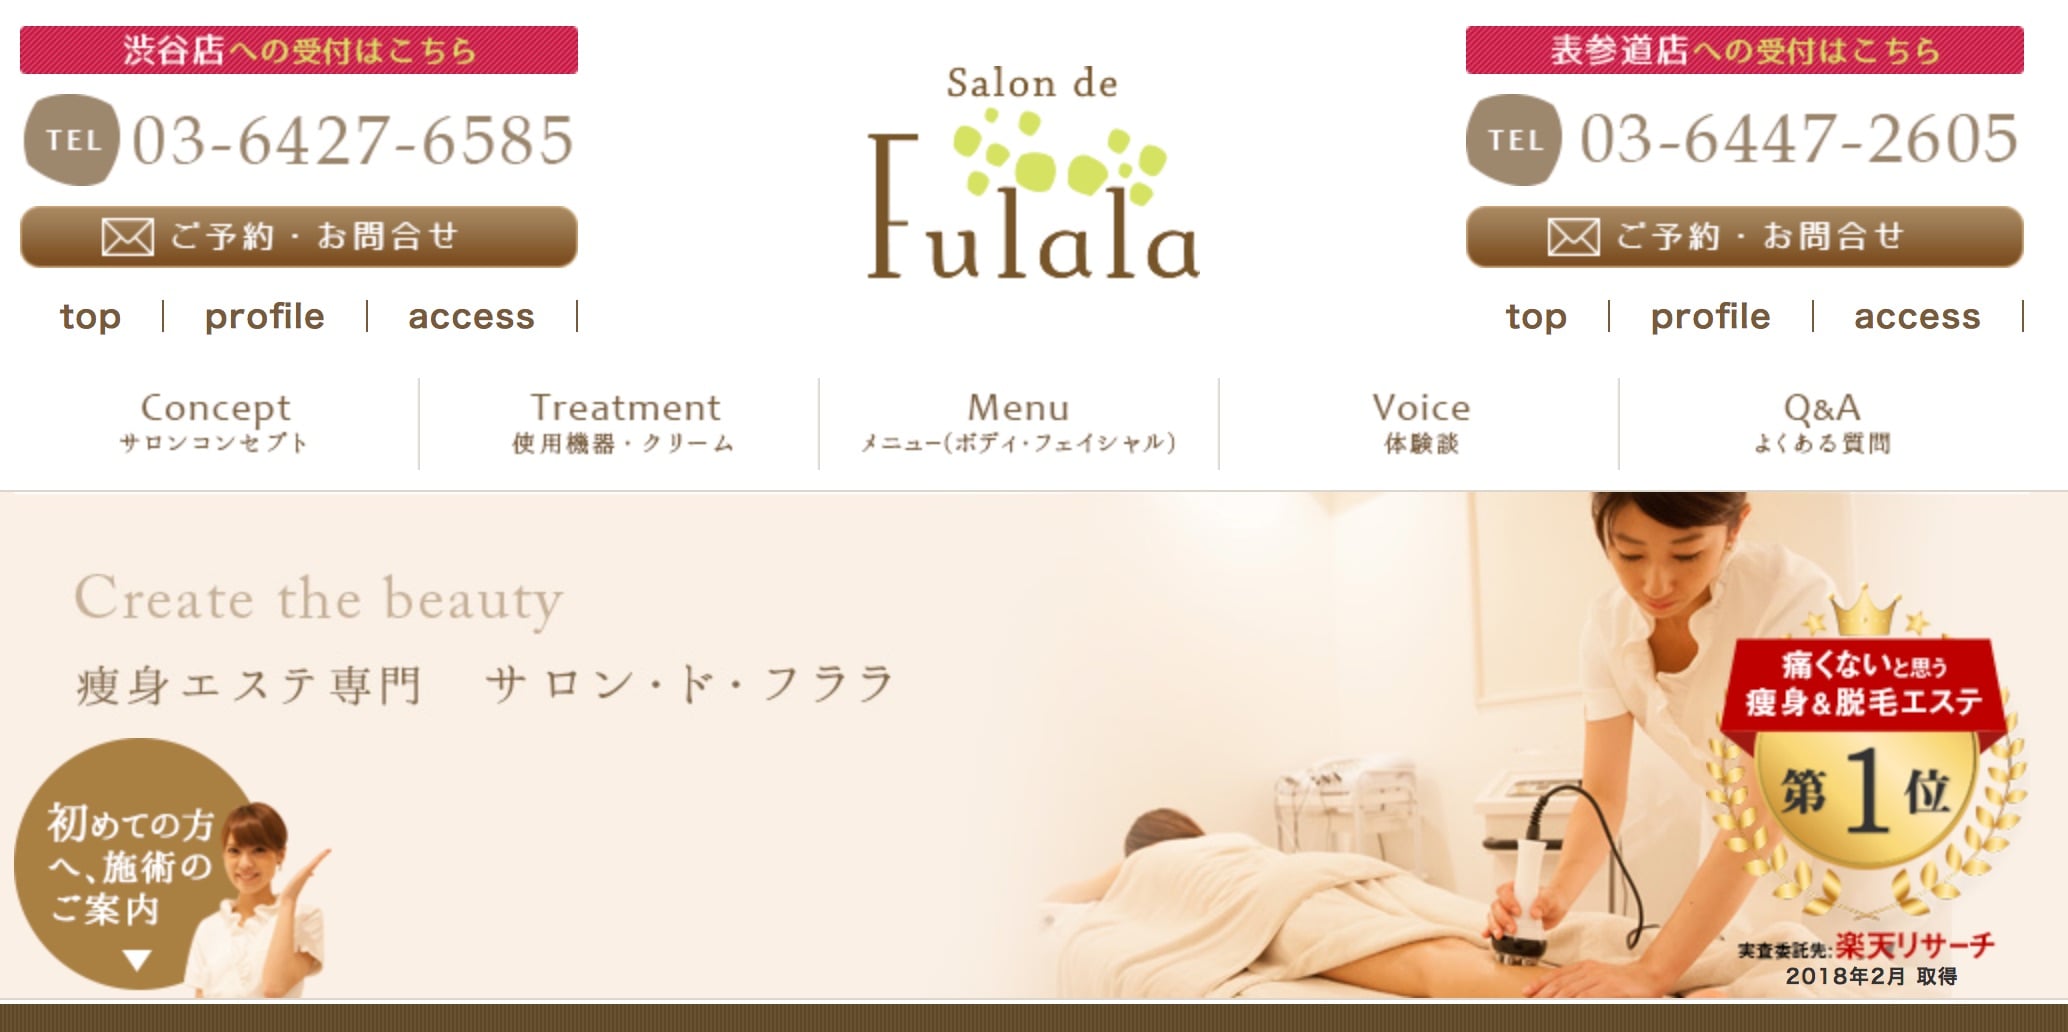 渋谷店への受付はこちら
TEL 03-6427-6585
ご予約・お問合せ
top profile access
Salon de
Fulala
表参道店への受付はこちら
TEL 03-6447-2605
ご予約・お問合せ
top profile access
Concept
サロンコンセプト
Treatment
使用機器・クリーム
Menu
メニュー(ボディ・フェイシャル)
Voice
体験談
Q&A
よくある質問
Create the beauty
痩身エステ専門 サロン・ド・フララ
初めての方
へ、施術の
ご案内
痛くないと思う
痩身&脱毛エステ
第1位
実査委託先:楽天リサーチ
2018年2月 取得